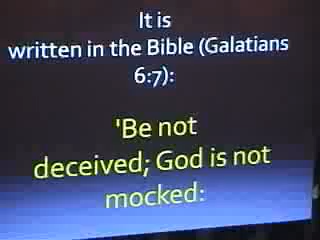 It is
written in the Bible (Galatians
6:7):
'Be not
deceived; God is not
mocked: